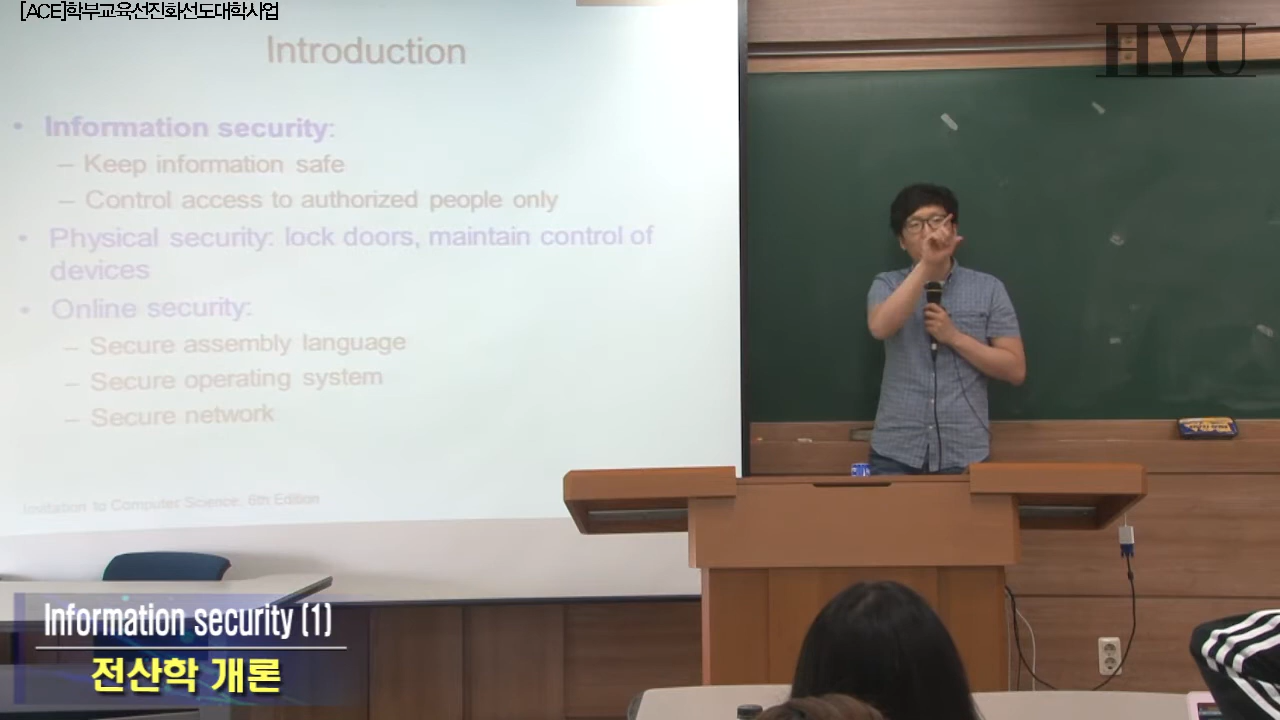 [ACE]학부교육선진화선도대학사업
HYU
Introduction
• Information security:
– Keep information safe
– Control access to authorized people only
• Physical security: lock doors, maintain control of
devices
• Online security:
– Secure assembly language
– Secure operating system
– Secure network
Invitation to Computer Science, 6th Edition
Information security (1)
전산학 개론